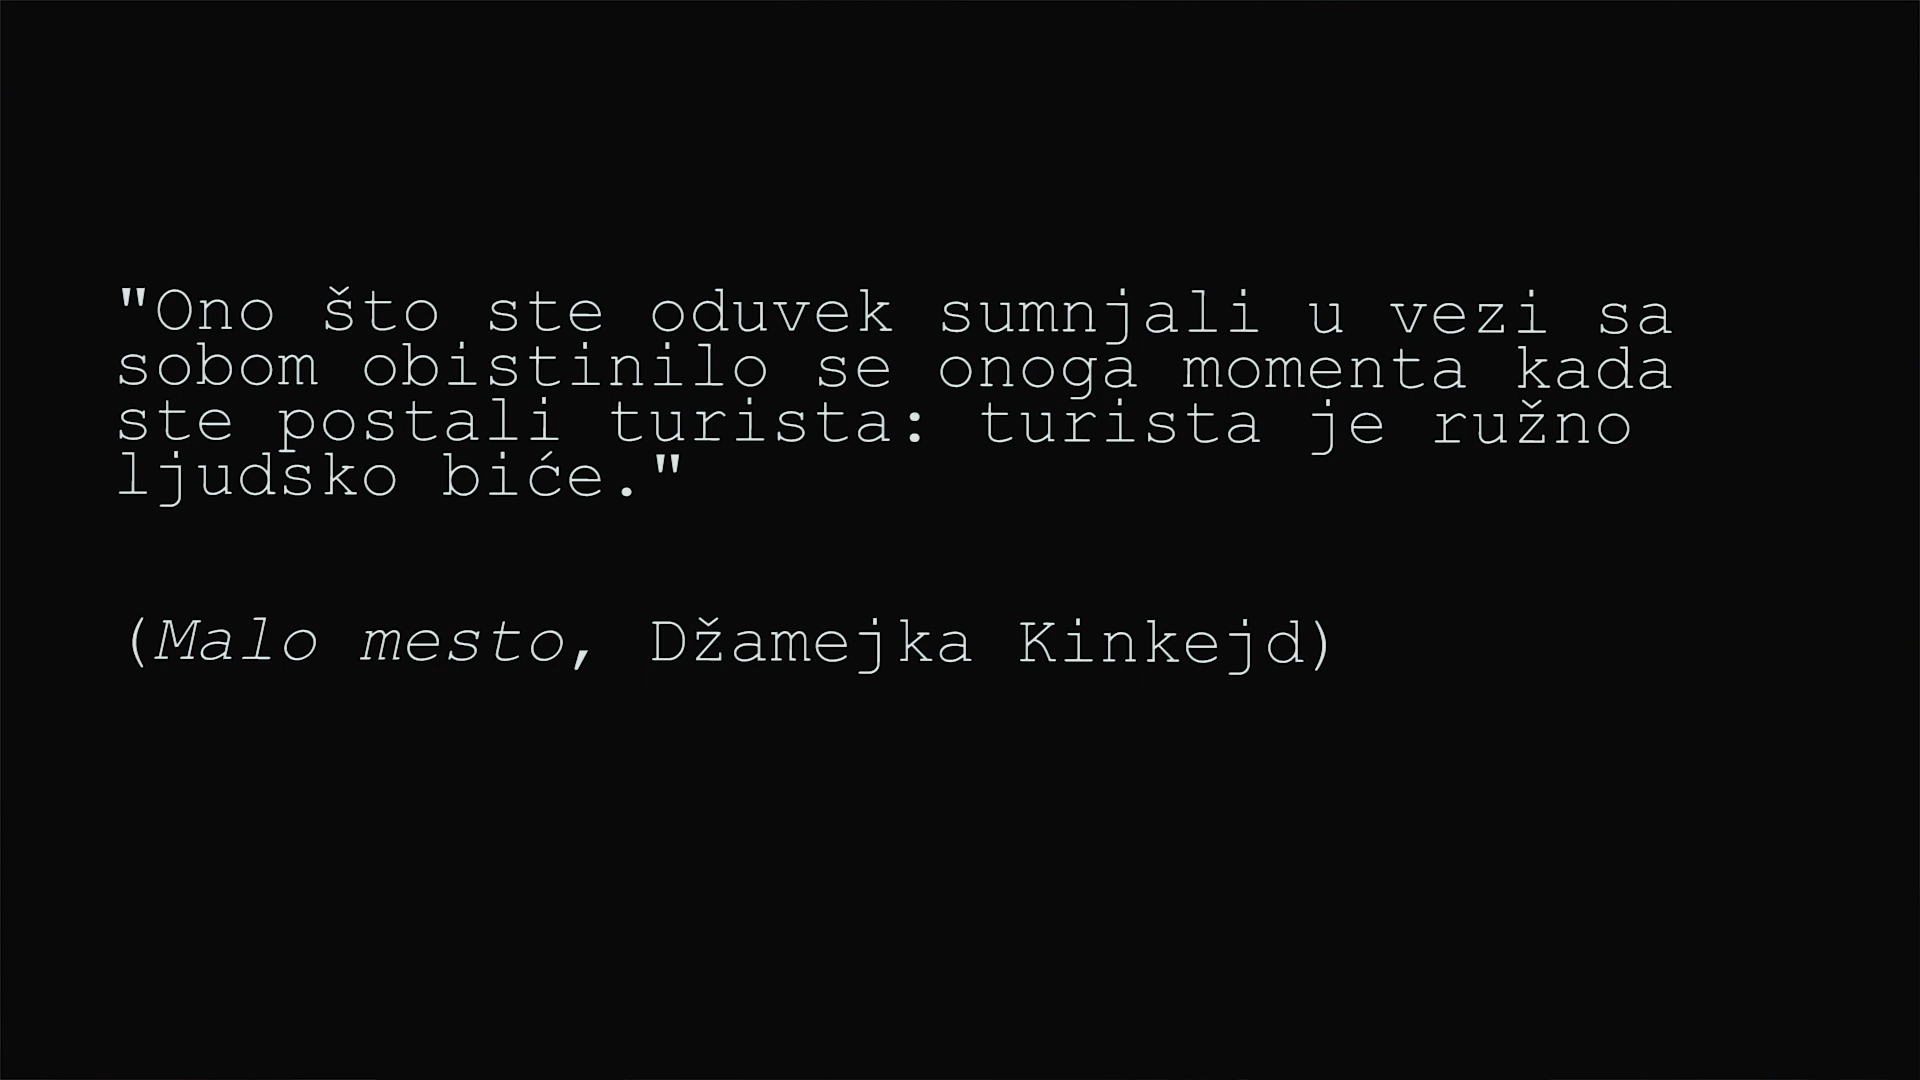 "Ono što ste oduvek sumnjali u vezi sa
sobom obistinilo se onoga momenta kada
ste postali turista: turista je ružno
ljudsko biće."
(Malo mesto, Džamejka Kinkejd)